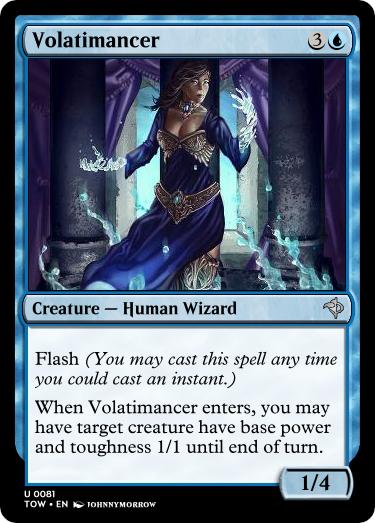 Volatimancer 3
Creature — Human Wizard
Flash (You may cast this spell any time
you could cast an instant.)
When Volatimancer enters, you may
have target creature have base power
and toughness 1/1 until end of turn.
1/4
U 0081
TOW • EN JOHNNYMORROW